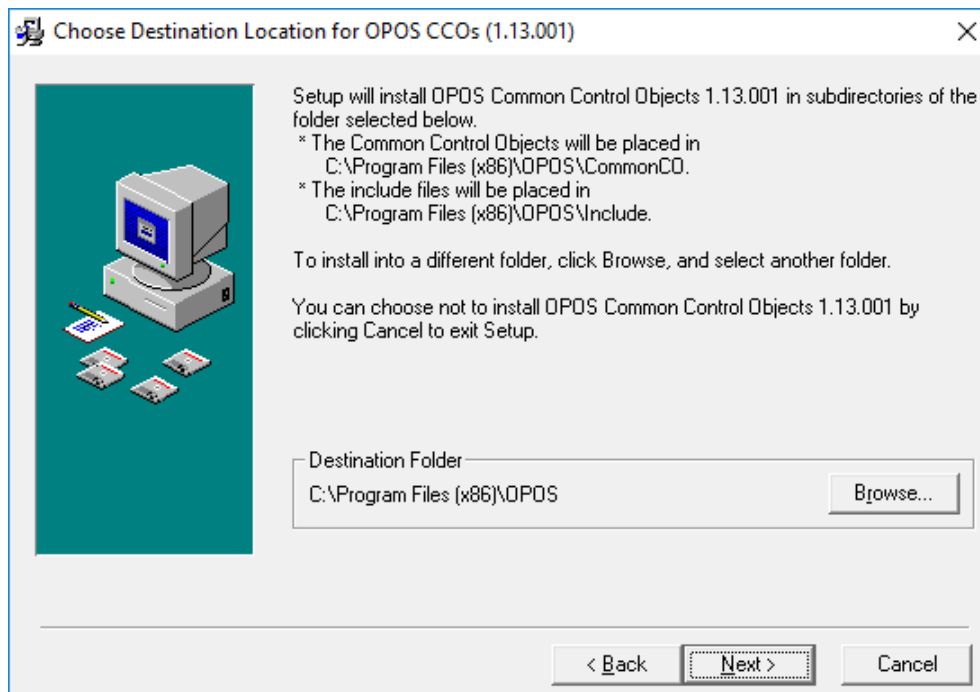 Choose Destination Location for OPOS CCOs (1.13.001)
Setup will install OPOS Common Control Objects 1.13.001 in subdirectories of the
folder selected below.
* The Common Control Objects will be placed in
C:\Program Files (x86)\OPOS\CommonCO.
* The include files will be placed in
C:\Program Files (x86)\OPOS\Include.
To install into a different folder, click Browse, and select another folder.
You can choose not to install OPOS Common Control Objects 1.13.001 by
clicking Cancel to exit Setup.
Destination Folder
C:\Program Files (x86)\OPOS
Browse...
< Back
Next >
Cancel